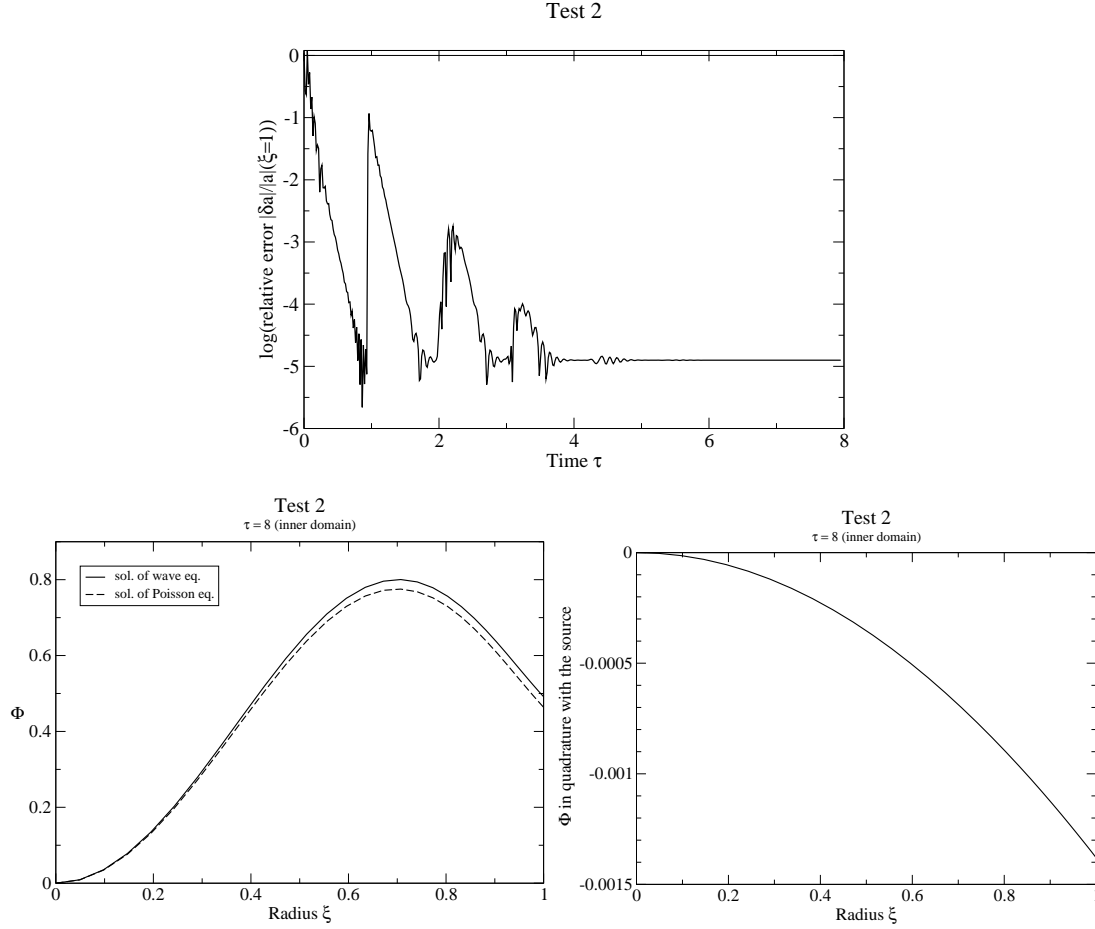 Test 2
0
-1
-2
-3
-4
-5
-6
log(relative error |δa|/|a|(ξ=1))
0 2 4 6 8
Time τ
Test 2
τ = 8 (inner domain)
sol. of wave eq.
sol. of Poisson eq.
0.8
0.6
0.4
0.2
0
Φ
0 0.2 0.4 0.6 0.8 1
Radius ξ
Test 2
τ = 8 (inner domain)
0
-0.0005
-0.001
-0.0015
Φ in quadrature with the source
0 0.2 0.4 0.6 0.8
Radius ξ